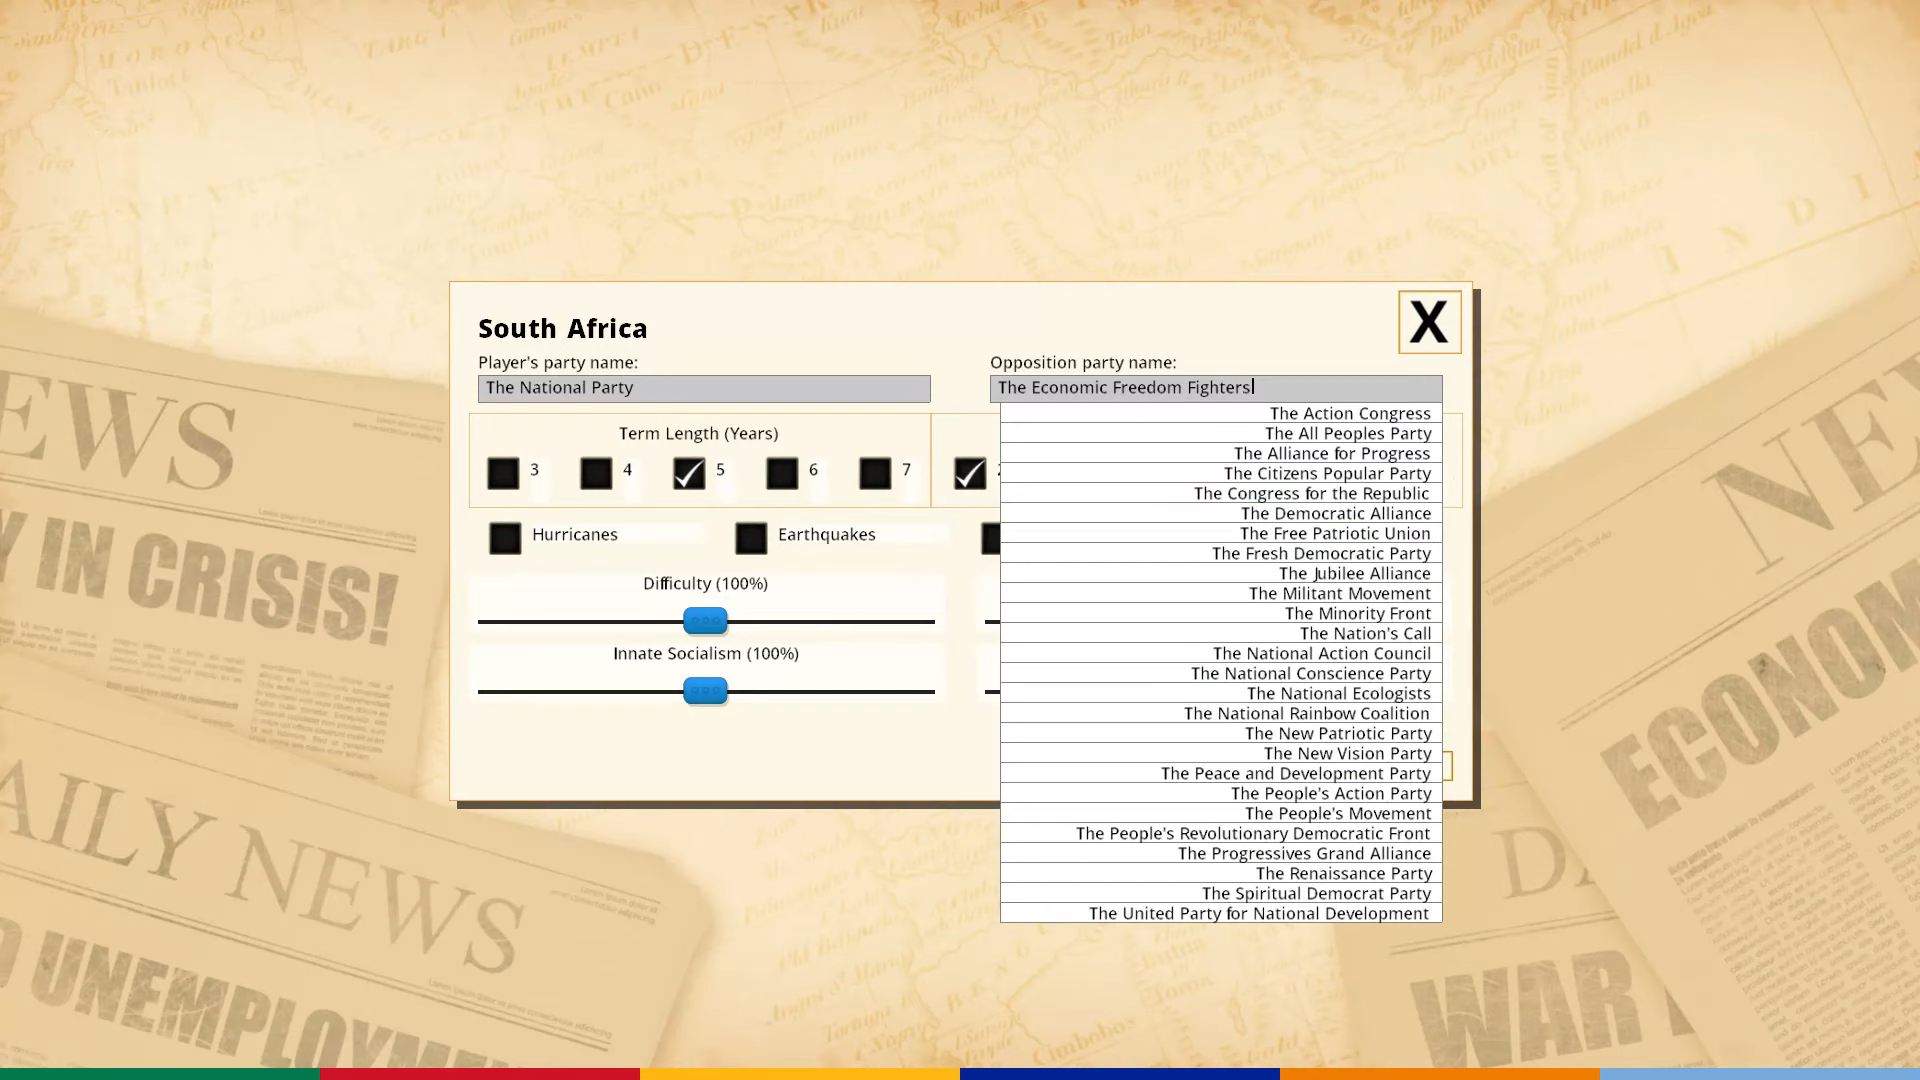 South Africa
X
Player's party name:
The National Party
Opposition party name:
The Economic Freedom Fighters
Term Length (Years)
3
4
5
6
7
Hurricanes
Earthquakes
Difficulty (100%)
Innate Socialism (100%)
The Action Congress
The All Peoples Party
The Alliance for Progress
The Citizens Popular Party
The Congress for the Republic
The Democratic Alliance
The Free Patriotic Union
The Fresh Democratic Party
The Jubilee Alliance
The Militant Movement
The Minority Front
The Nation's Call
The National Action Council
The National Conscience Party
The National Ecologists
The National Rainbow Coalition
The New Patriotic Party
The New Vision Party
The Peace and Development Party
The People's Action Party
The People's Movement
The People's Revolutionary Democratic Front
The Progressives Grand Alliance
The Renaissance Party
The Spiritual Democrat Party
The United Party for National Development
EWS
Y IN CRISIS!
AILY NEWS
UNEMPLOYM
NE
ECONOM
DA
WAR